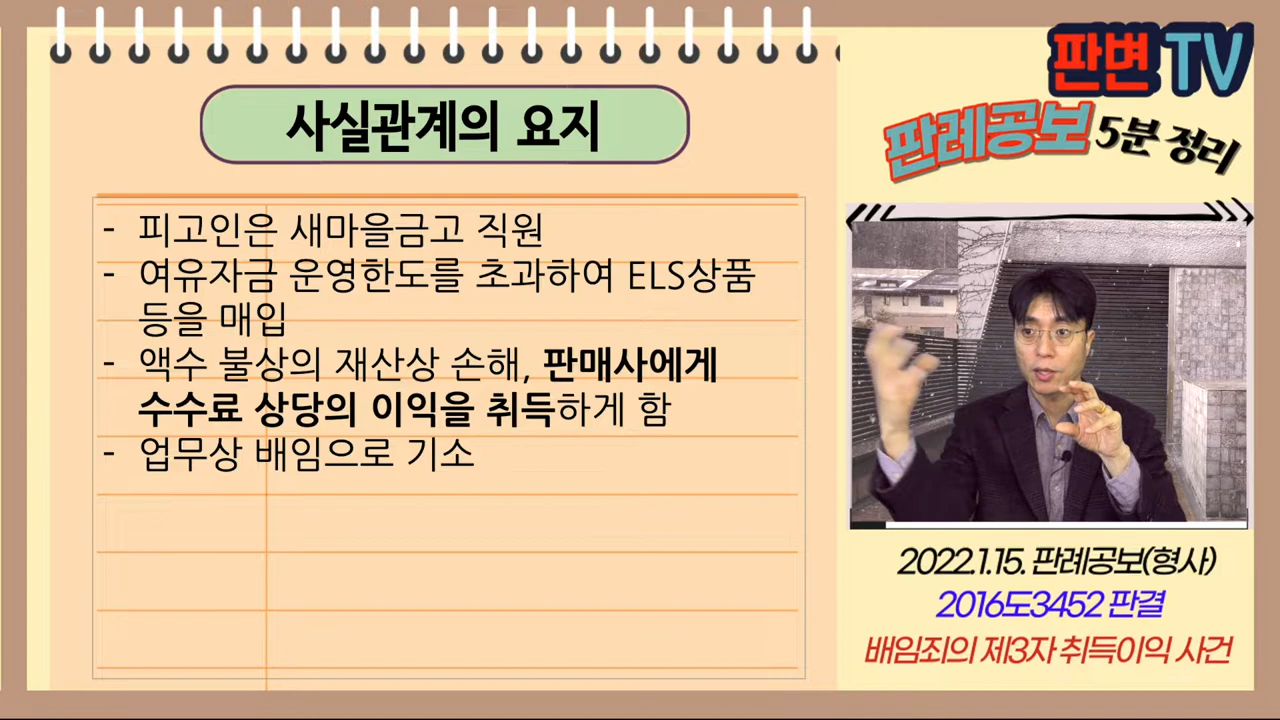 사실관계의 요지
- 피고인은 새마을금고 직원
- 여유자금 운영한도를 초과하여 ELS상품
등을 매입
- 액수 불상의 재산상 손해, 판매사에게
수수료 상당의 이익을 취득하게 함
- 업무상 배임으로 기소
판변 TV
판례공보 5분 정리
2022.1.15. 판례공보(형사)
2016도3452 판결
배임죄의 제3자 취득이익 사건